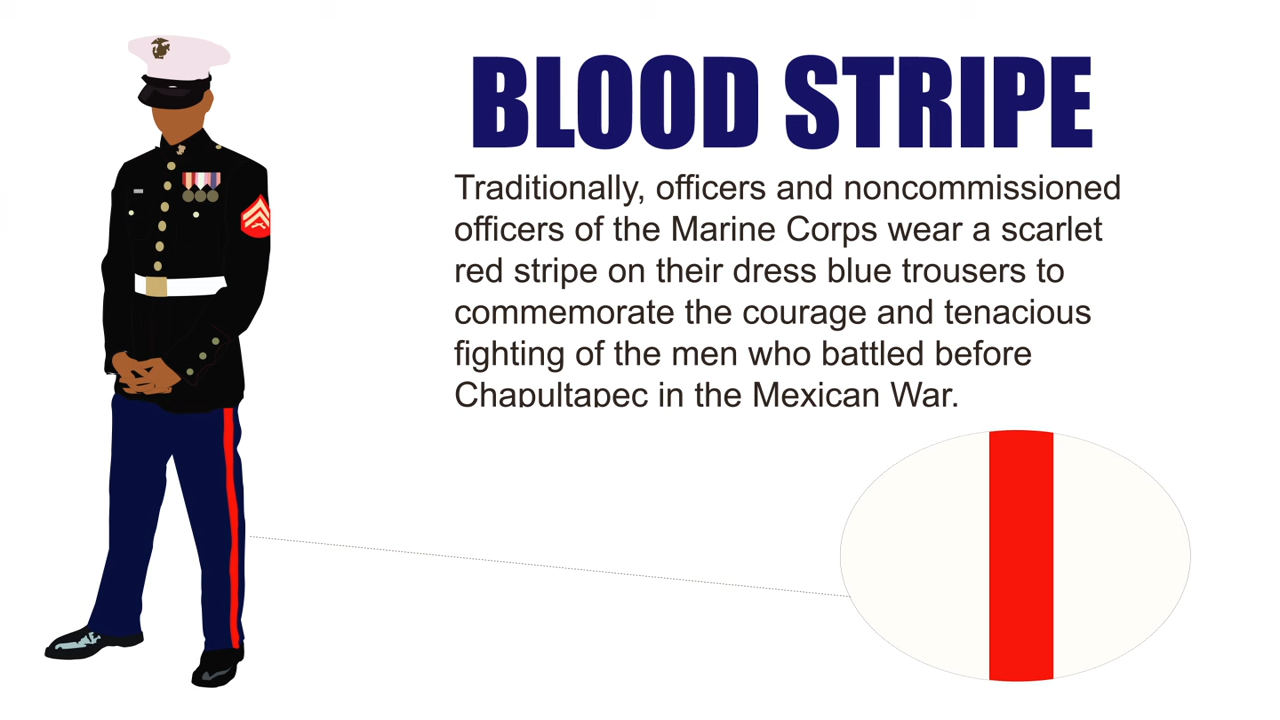 BLOOD STRIPE
Traditionally, officers and noncommissioned
officers of the Marine Corps wear a scarlet
red stripe on their dress blue trousers to
commemorate the courage and tenacious
fighting of the men who battled before
Chapultapec in the Mexican War.